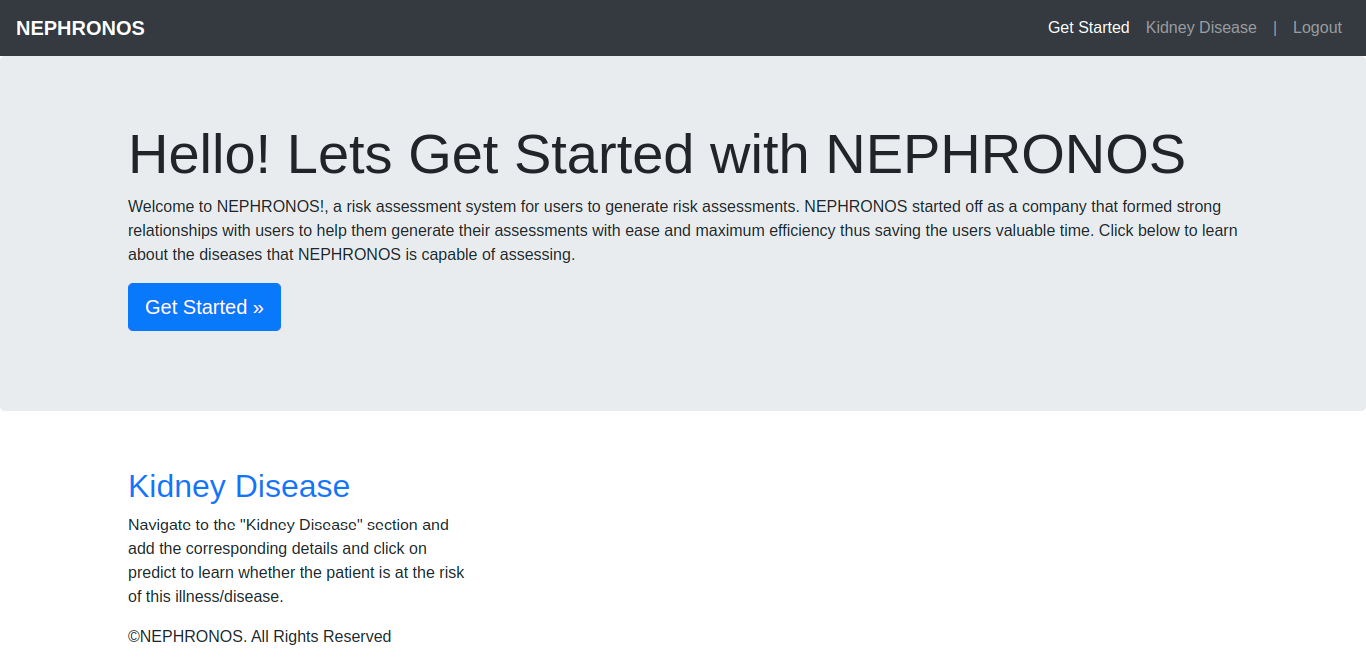 NEPHRONOS
Get Started Kidney Disease | Logout
Hello! Lets Get Started with NEPHRONOS
Welcome to NEPHRONOS!, a risk assessment system for users to generate risk assessments. NEPHRONOS started off as a company that formed strong
relationships with users to help them generate their assessments with ease and maximum efficiency thus saving the users valuable time. Click below to learn
about the diseases that NEPHRONOS is capable of assessing.
Get Started »
Kidney Disease
Navigate to the "Kidney Disease" section and
add the corresponding details and click on
predict to learn whether the patient is at the risk
of this illness/disease.
©NEPHRONOS. All Rights Reserved